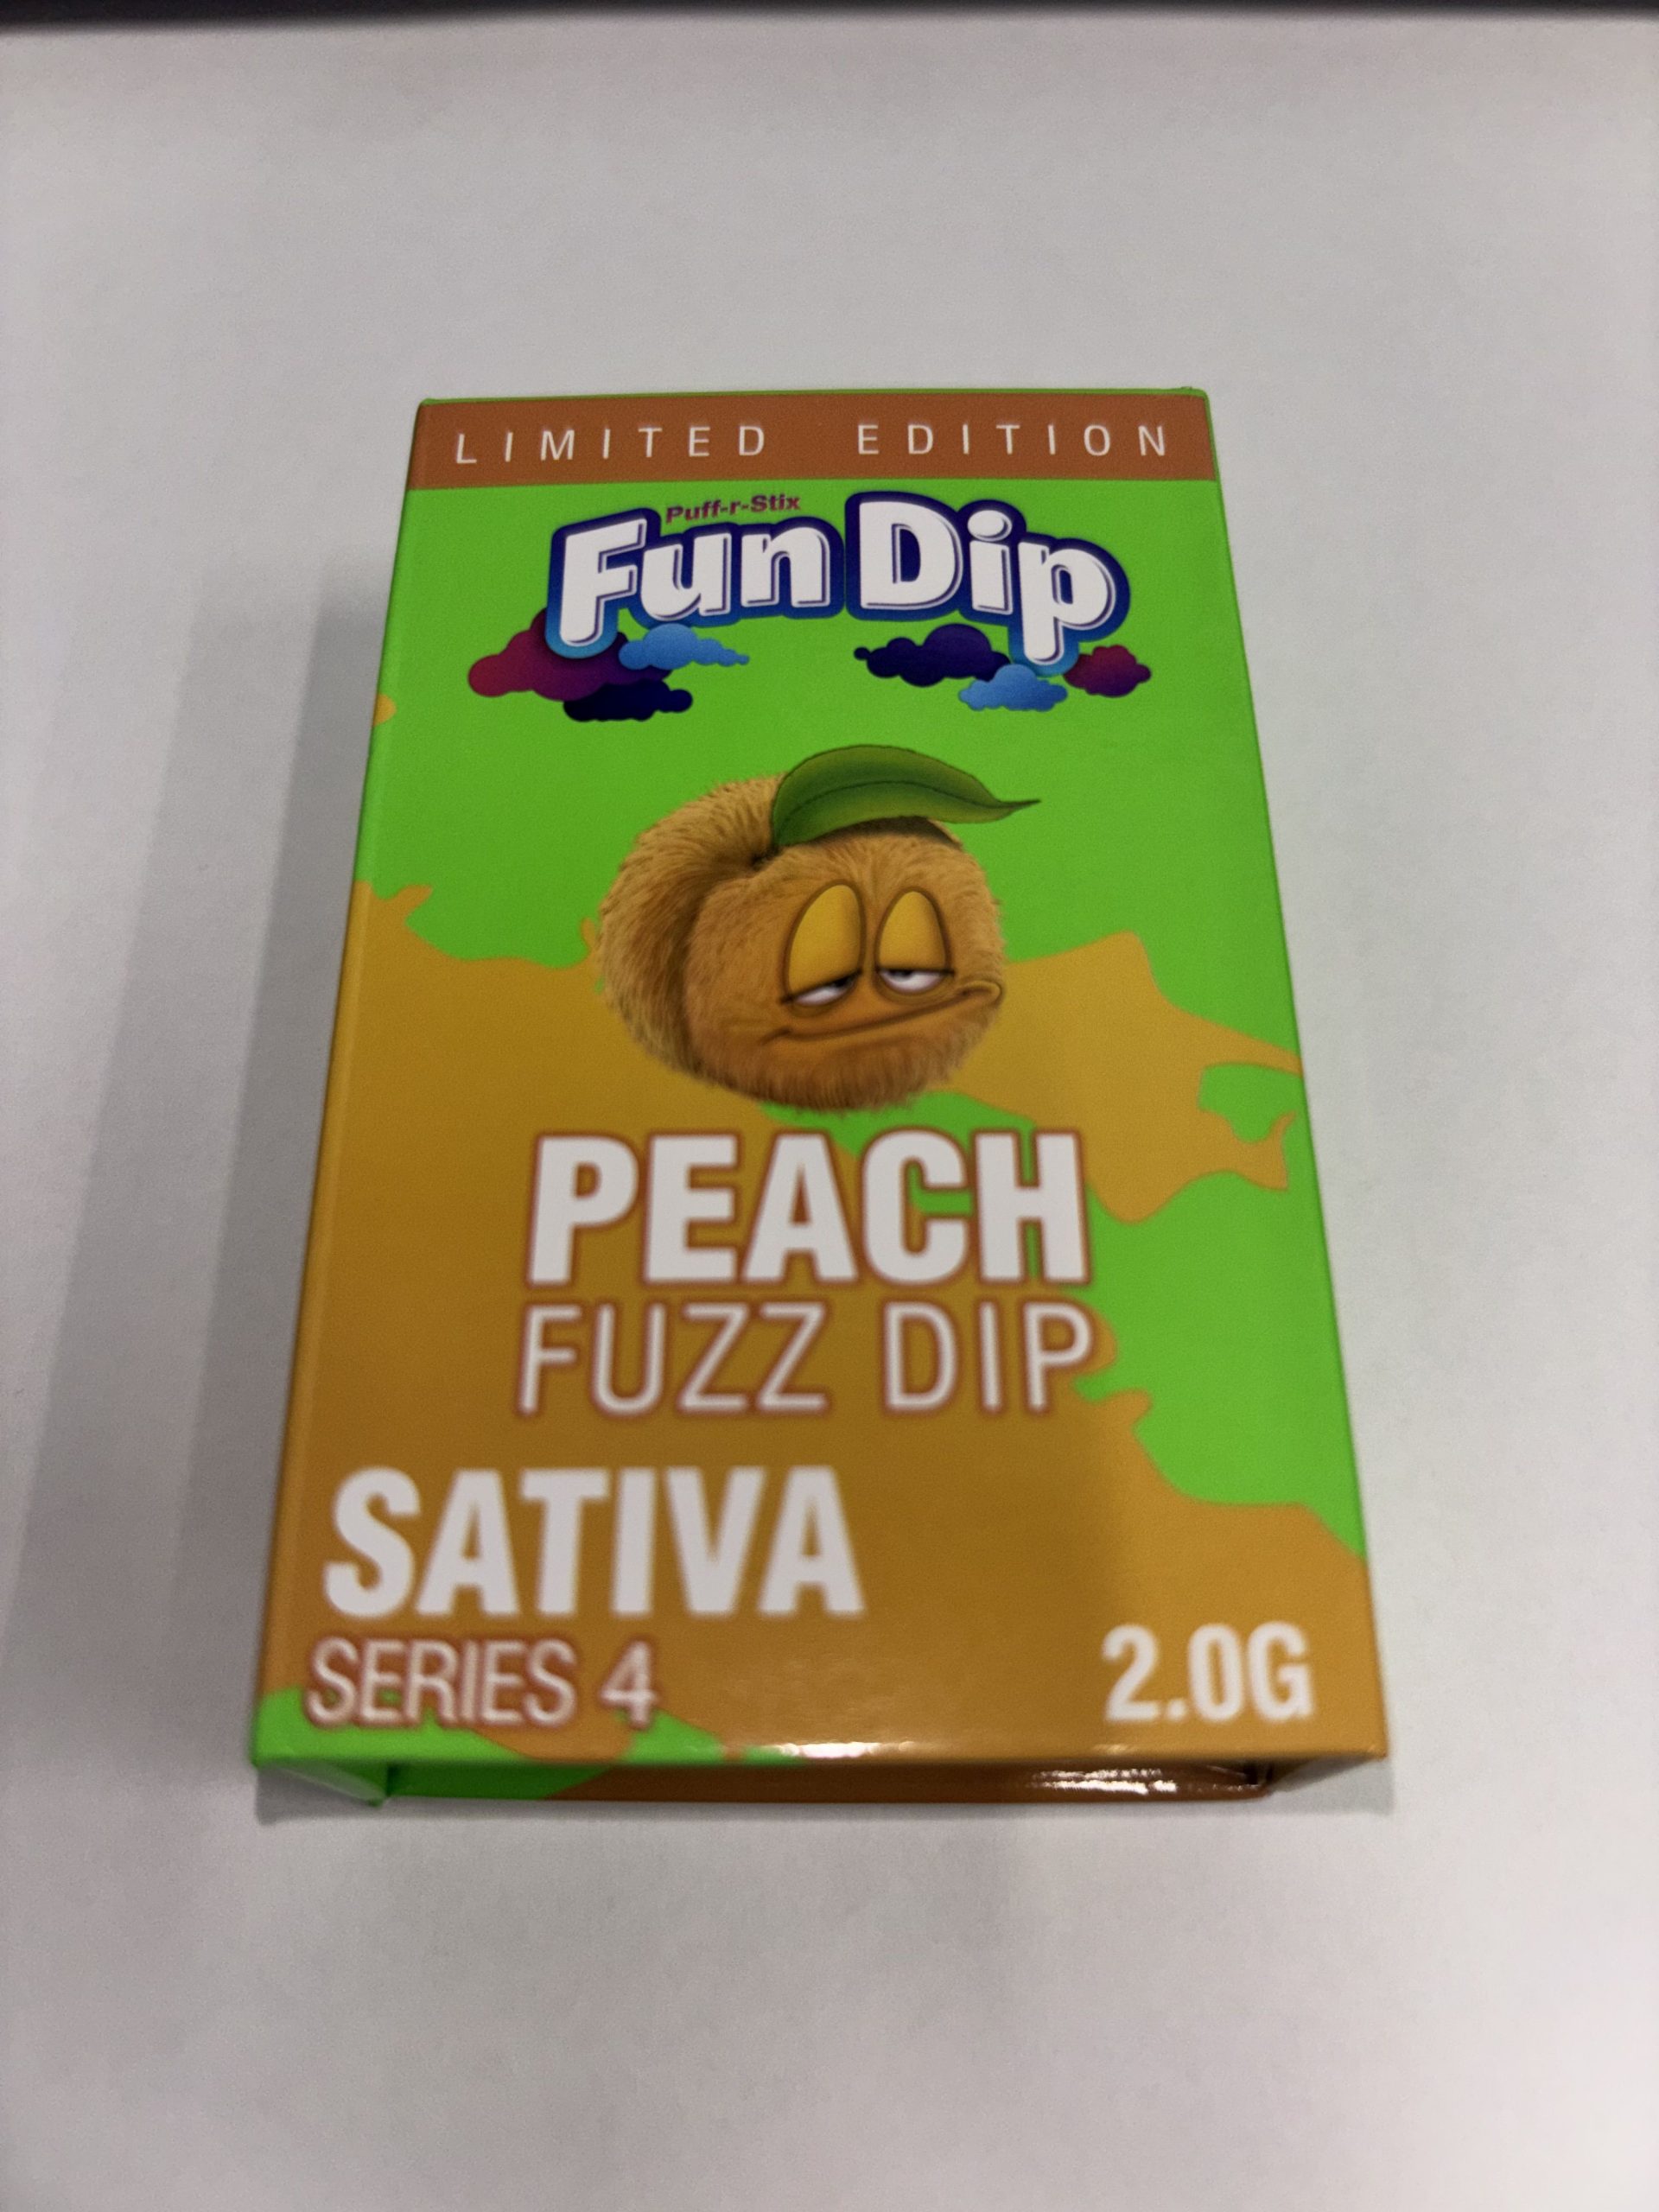 LIMITED EDITION
Puff-r-Stix
Fun Dip
PEACH
FUZZ DIP
SATIVA
SERIES 4
2.0G